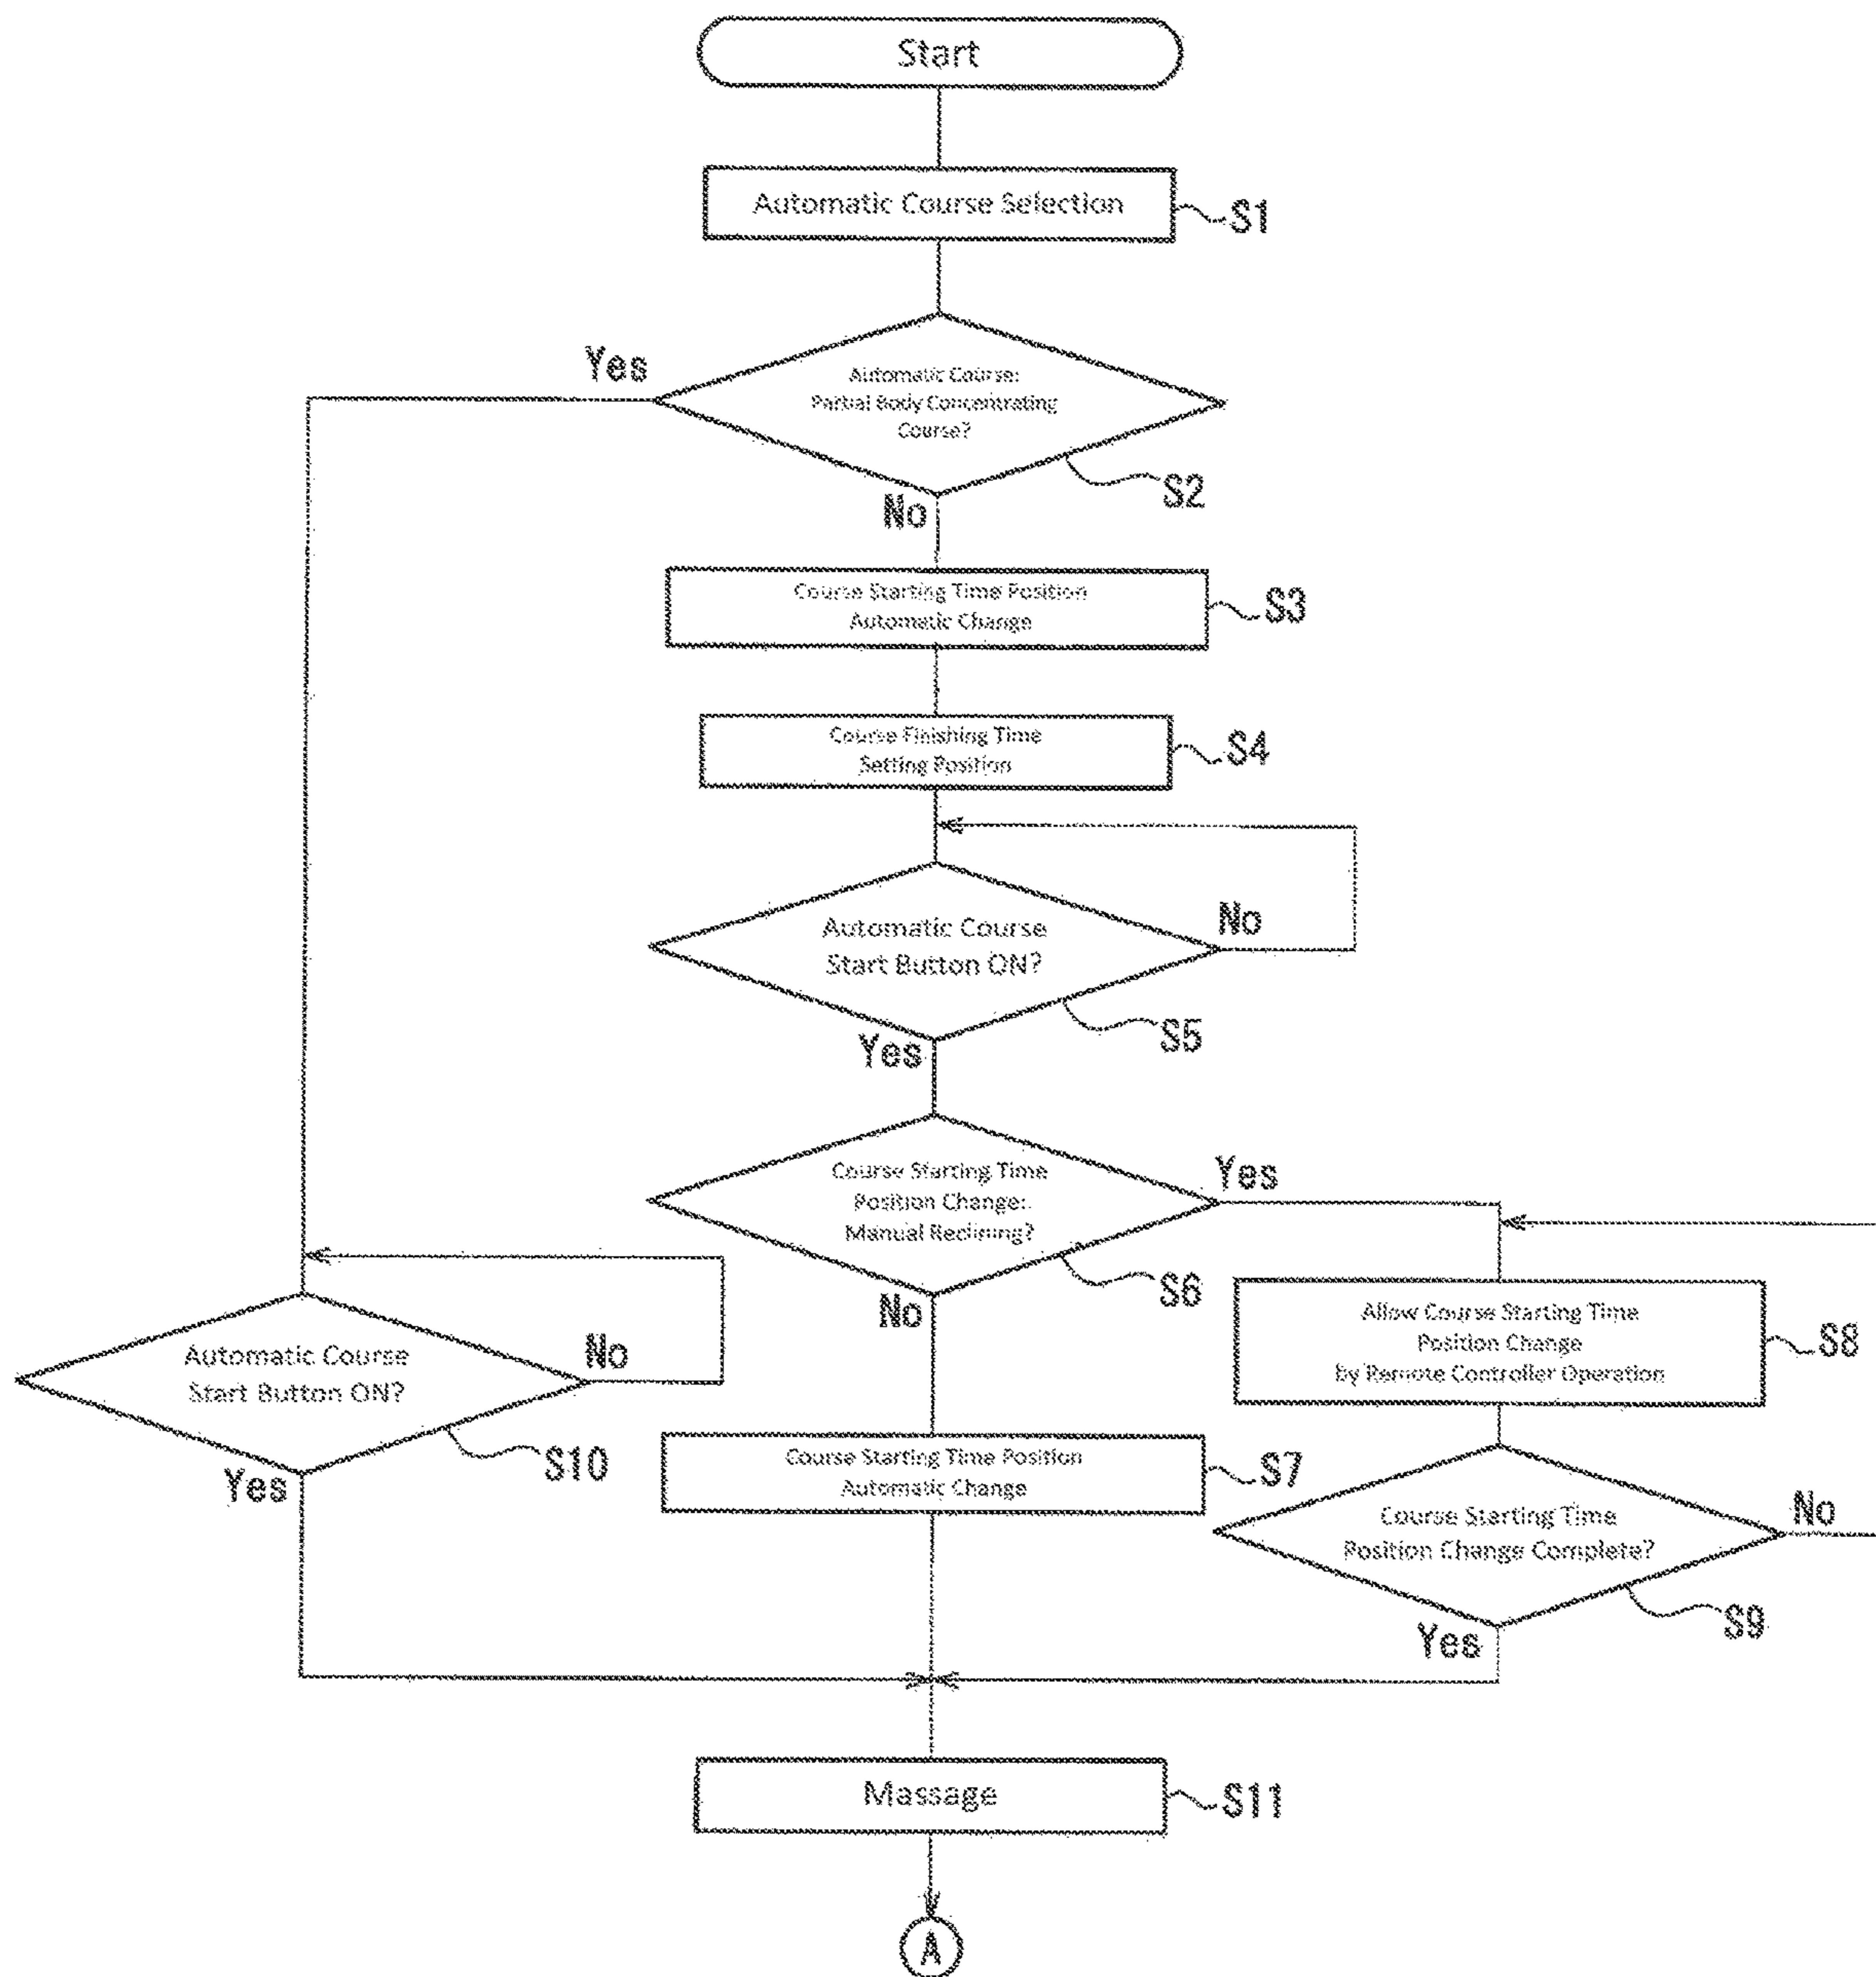 Start
Automatic Course Selection
S1
Yes
Automatic Course:
Partial Body Concentrating
Course?
S2
No
Course Starting Time Position
Automatic Change
S3
Course Finishing Time
Setting Position
S4
Automatic Course
Start Button ON?
No
S5
Yes
Course Starting Time
Position Change:
Manual Reclining?
Yes
S6
No
Allow Course Starting Time
Position Change
by Remote Controller Operation
S8
Automatic Course
Start Button ON?
No
S10
Yes
Course Starting Time Position
Automatic Change
S7
Course Starting Time
Position Change Complete?
No
S9
Yes
Massage
S11
A